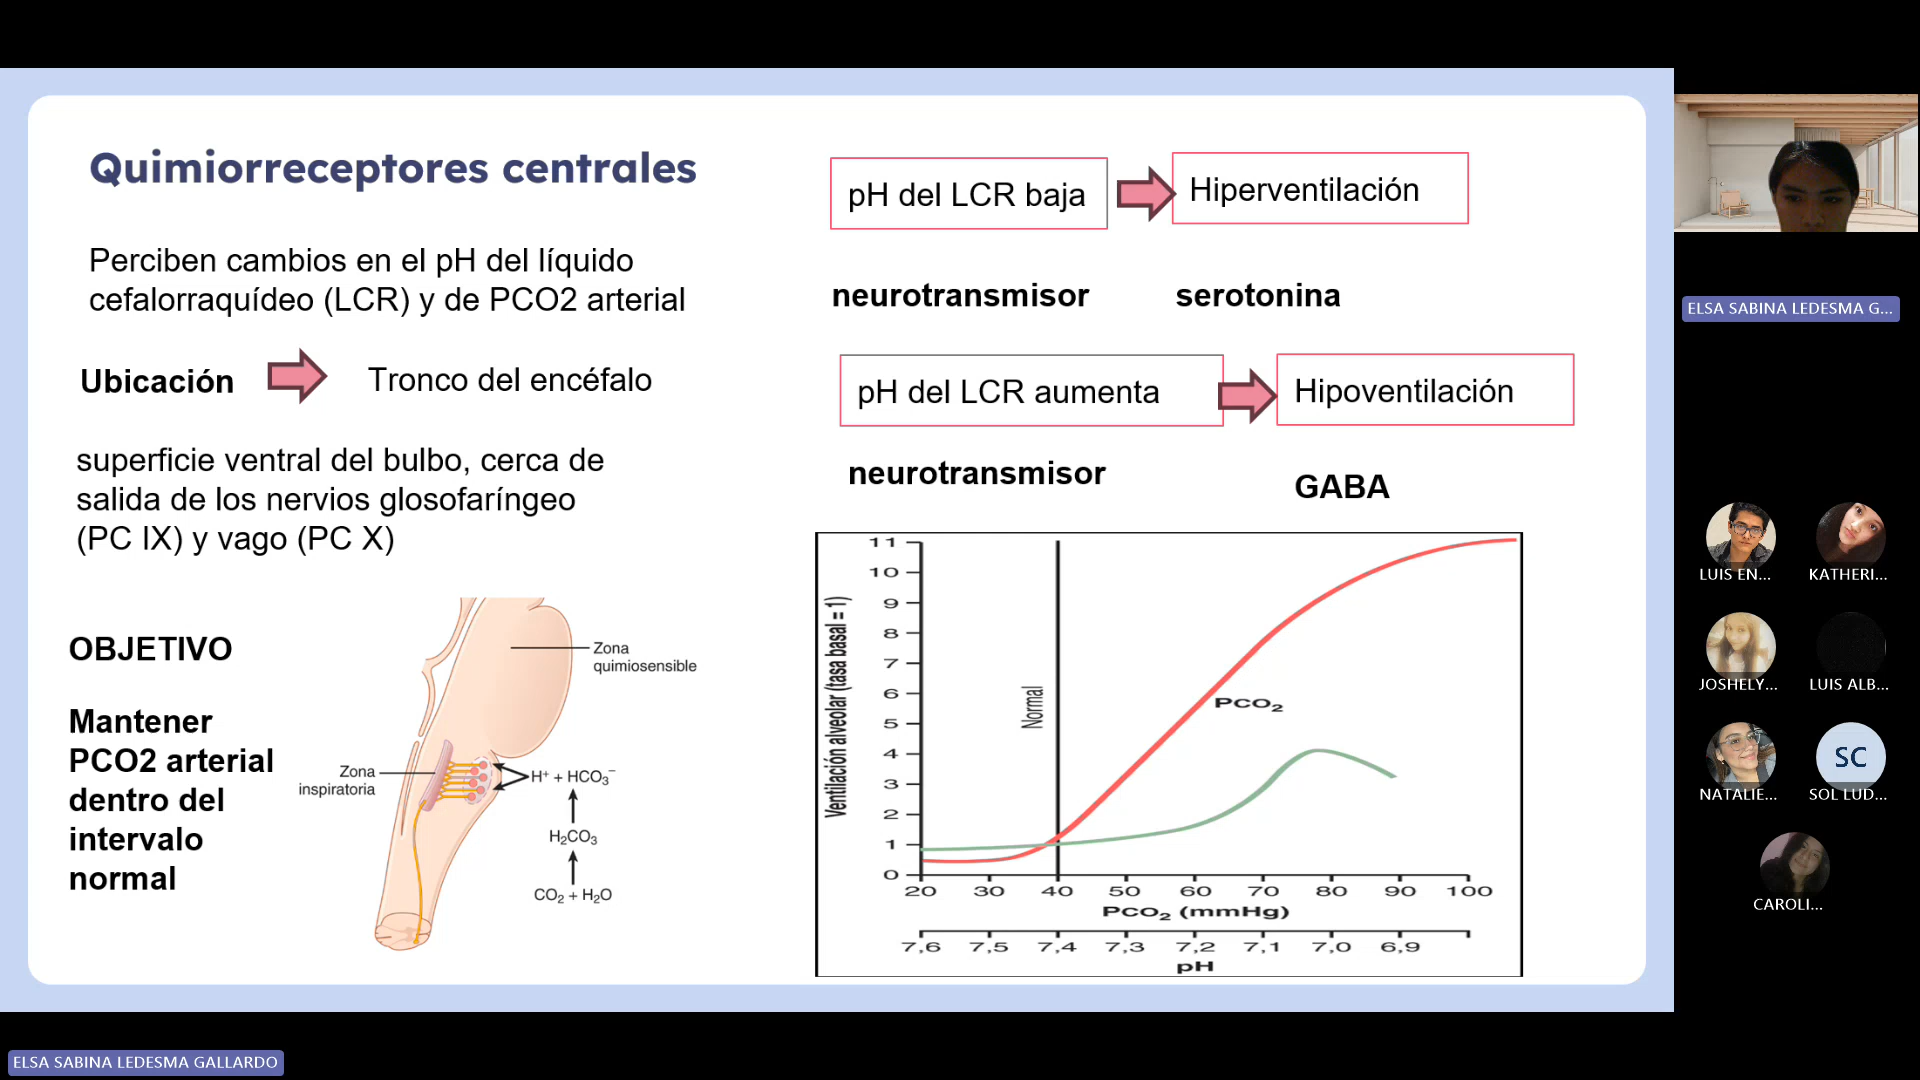 Quimiorreceptores centrales
Perciben cambios en el pH del líquido
cefalorraquídeo (LCR) y de PCO2 arterial
Ubicación
Tronco del encéfalo
superficie ventral del bulbo, cerca de
salida de los nervios glosofaríngeo
(PC IX) y vago (PC X)
OBJETIVO
Mantener
PCO2 arterial
dentro del
intervalo
normal
Zona
quimiosensible
Zona
inspiratoria
H⁺ + HCO₃⁻
H₂CO₃
CO₂ + H₂O
pH del LCR baja
Hiperventilación
neurotransmisor
serotonina
pH del LCR aumenta
Hipoventilación
neurotransmisor
GABA
Ventilación alveolar (tasa basal = 1)
11
10
9
8
7
6
5
4
3
2
1
0
Normal
PCO₂
20 30 40 50 60 70 80 90 100
PCO₂ (mmHg)
7,6 7,5 7,4 7,3 7,2 7,1 7,0 6,9
pH
ELSA SABINA LEDESMA G...
LUIS EN...
KATHERI...
JOSHELY...
LUIS ALB...
NATALIE...
SC
SOL LUD...
CAROLI...
ELSA SABINA LEDESMA GALLARDO